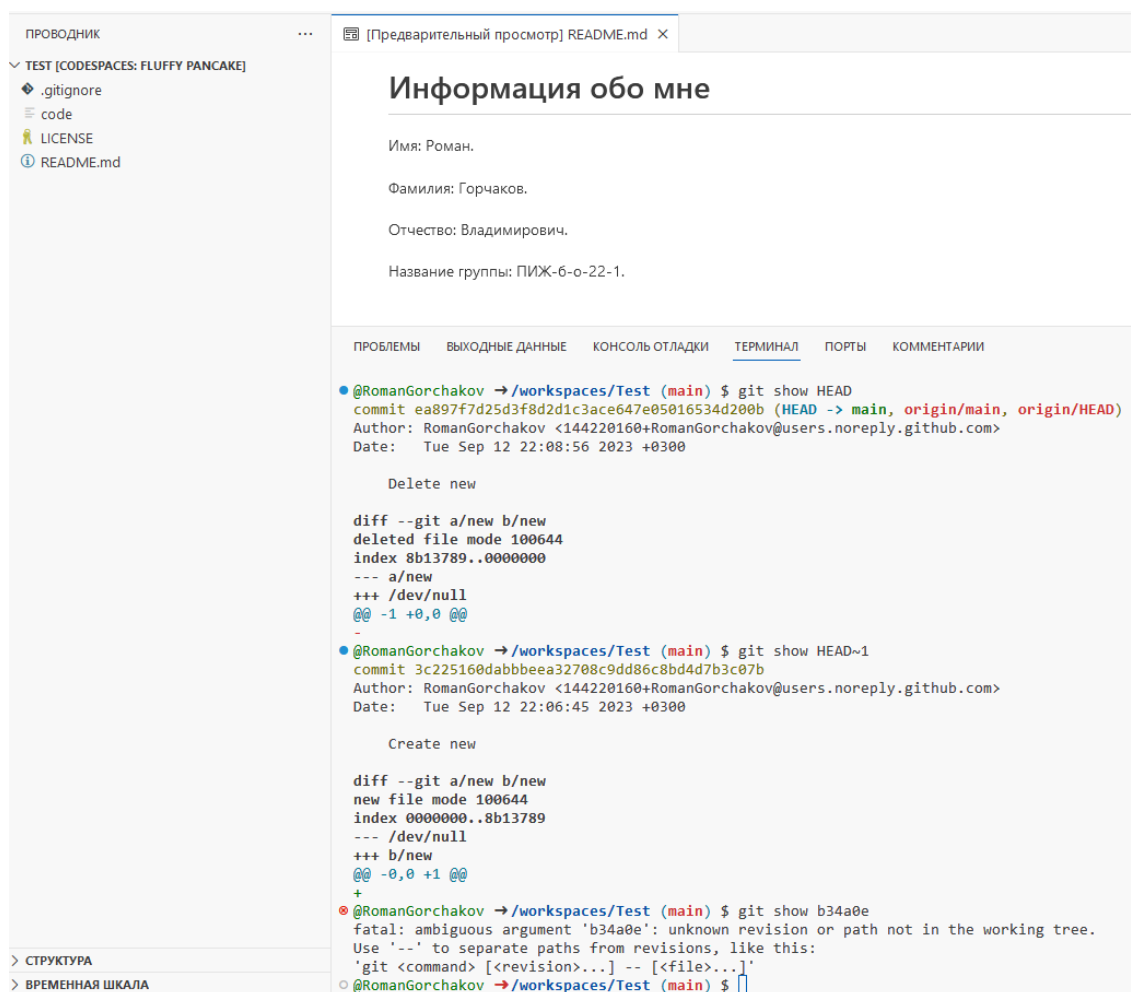 ПРОВОДНИК
TEST [CODESPACES: FLUFFY PANCAKE]
.gitignore
code
LICENSE
README.md
СТРУКТУРА
ВРЕМЕННАЯ ШКАЛА
[Предварительный просмотр] README.md
Информация обо мне
Имя: Роман.
Фамилия: Горчаков.
Отчество: Владимирович.
Название группы: ПИЖ-б-о-22-1.
ПРОБЛЕМЫ ВЫХОДНЫЕ ДАННЫЕ КОНСОЛЬ ОТЛАДКИ ТЕРМИНАЛ ПОРТЫ КОММЕНТАРИИ
@RomanGorchakov ➜ /workspaces/Test (main) $ git show HEAD
commit ea897f7d25d3f8d2d1c3ace647e05016534d200b (HEAD -> main, origin/main, origin/HEAD)
Author: RomanGorchakov <144220160+RomanGorchakov@users.noreply.github.com>
Date:   Tue Sep 12 22:08:56 2023 +0300
Delete new
diff --git a/new b/new
deleted file mode 100644
index 8b13789..0000000
--- a/new
+++ /dev/null
@@ -1 +0,0 @@
-
@RomanGorchakov ➜ /workspaces/Test (main) $ git show HEAD~1
commit 3c225160dabbbeea32708c9dd86c8bd4d7b3c07b
Author: RomanGorchakov <144220160+RomanGorchakov@users.noreply.github.com>
Date:   Tue Sep 12 22:06:45 2023 +0300
Create new
diff --git a/new b/new
new file mode 100644
index 0000000..8b13789
--- /dev/null
+++ b/new
@@ -0,0 +1 @@
+
@RomanGorchakov ➜ /workspaces/Test (main) $ git show b34a0e
fatal: ambiguous argument 'b34a0e': unknown revision or path not in the working tree.
Use '--' to separate paths from revisions, like this:
'git <command> [<revision>...] -- [<file>...]'
@RomanGorchakov ➜ /workspaces/Test (main) $